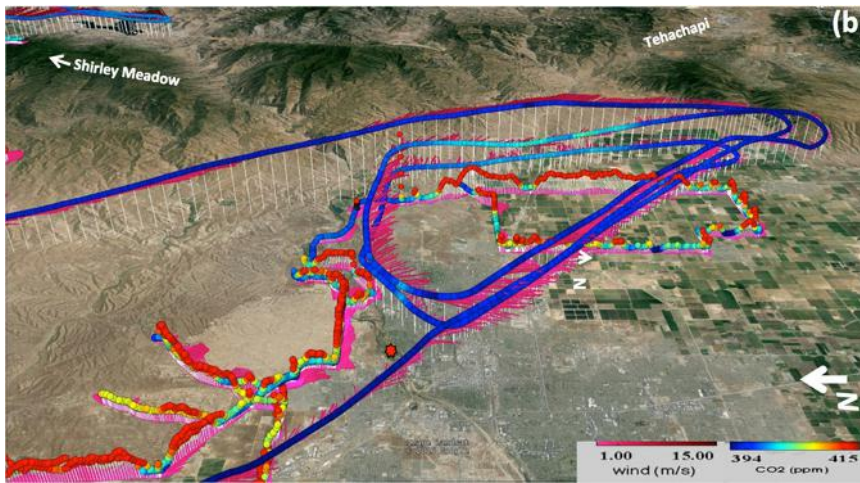 (b)
Tehachapi
← Shirley Meadow
N
N
1.00 15.00
wind (m/s)
394 415
CO2 (ppm)